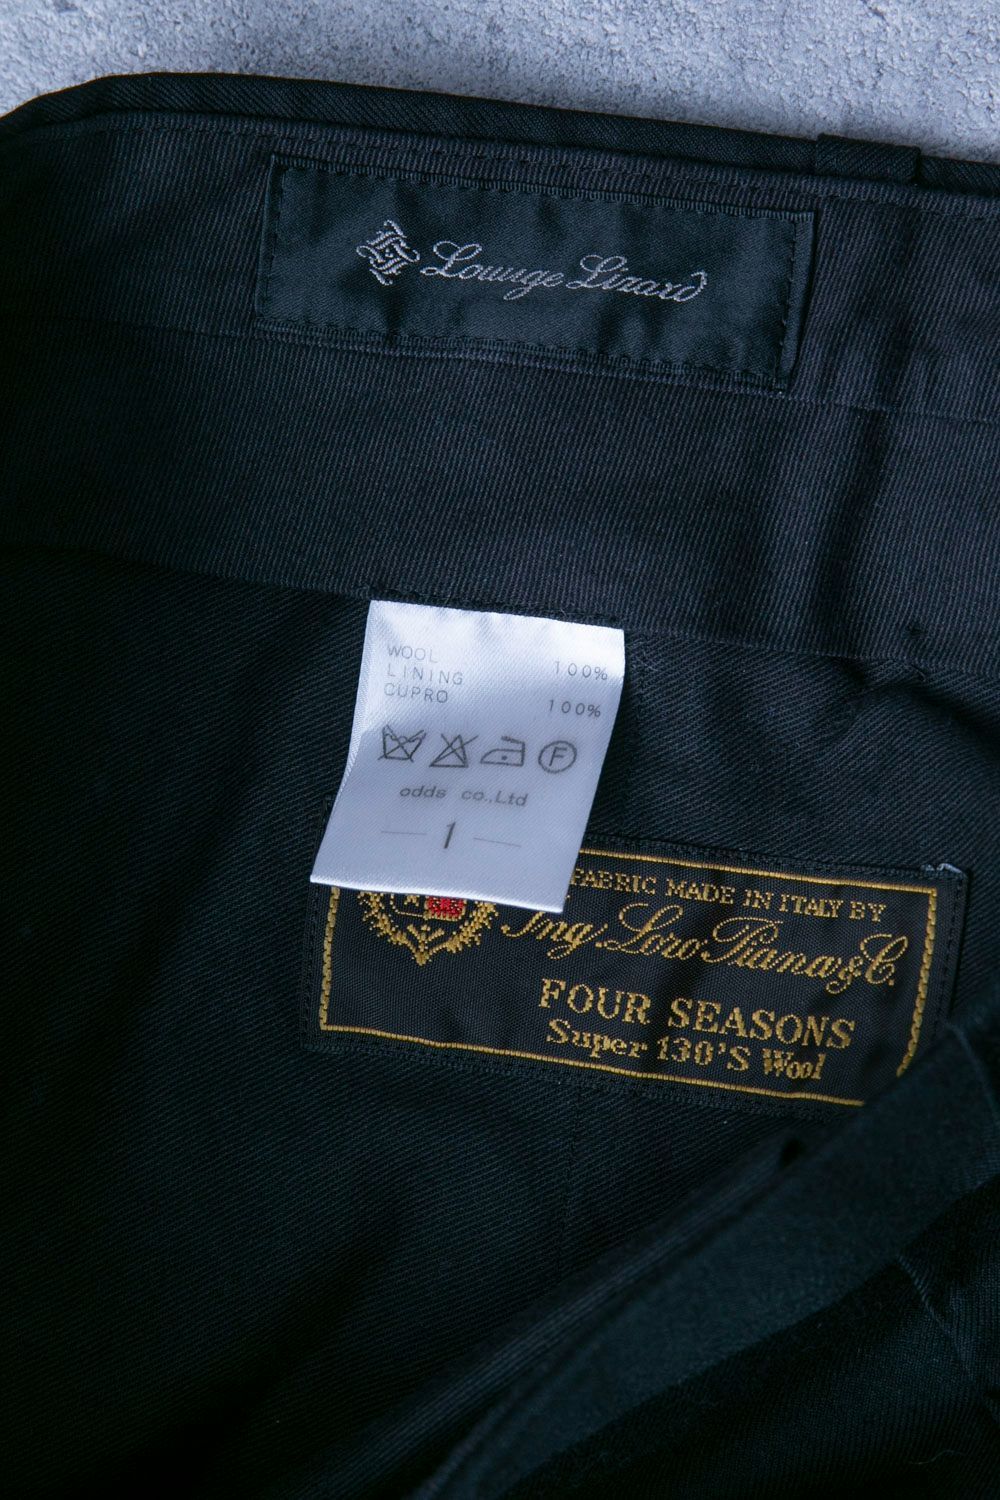 Lounge Lizard
WOOL 100%
LINING
CUPRO 100%
F
odds co.,Ltd
1
FABRIC MADE IN ITALY BY
Ing. Loro Piana & C.
FOUR SEASONS
Super 130'S Wool